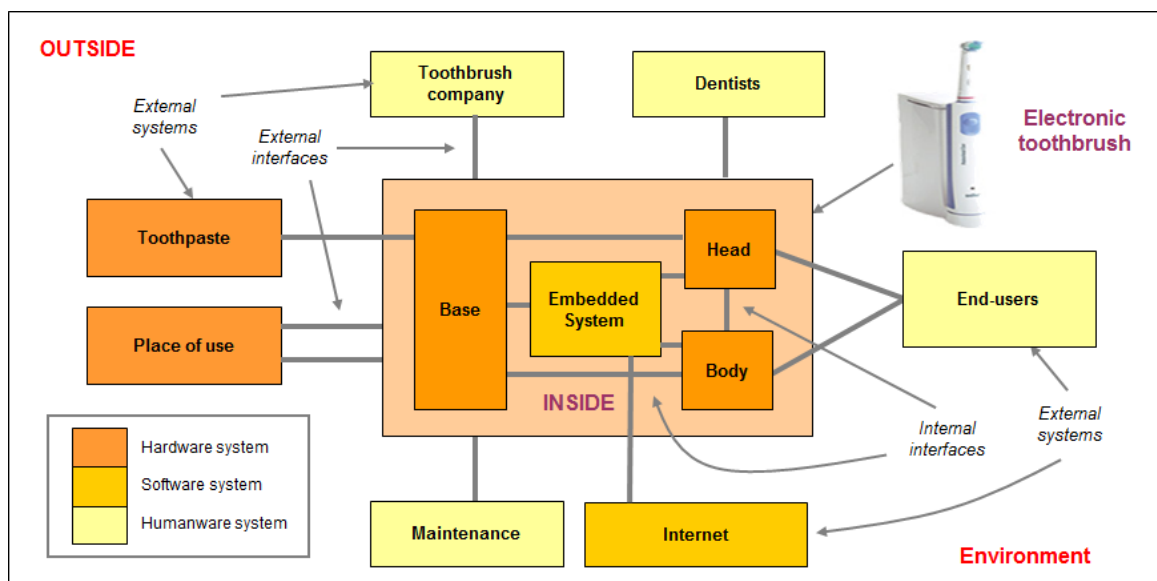 OUTSIDE
Toothbrush
company
Dentists
External
systems
External
interfaces
Electronic
toothbrush
Toothpaste
Head
Base
Embedded
System
End-users
Place of use
Body
INSIDE
Hardware system
Software system
Humanware system
Internal
interfaces
External
systems
Maintenance
Internet
Environment